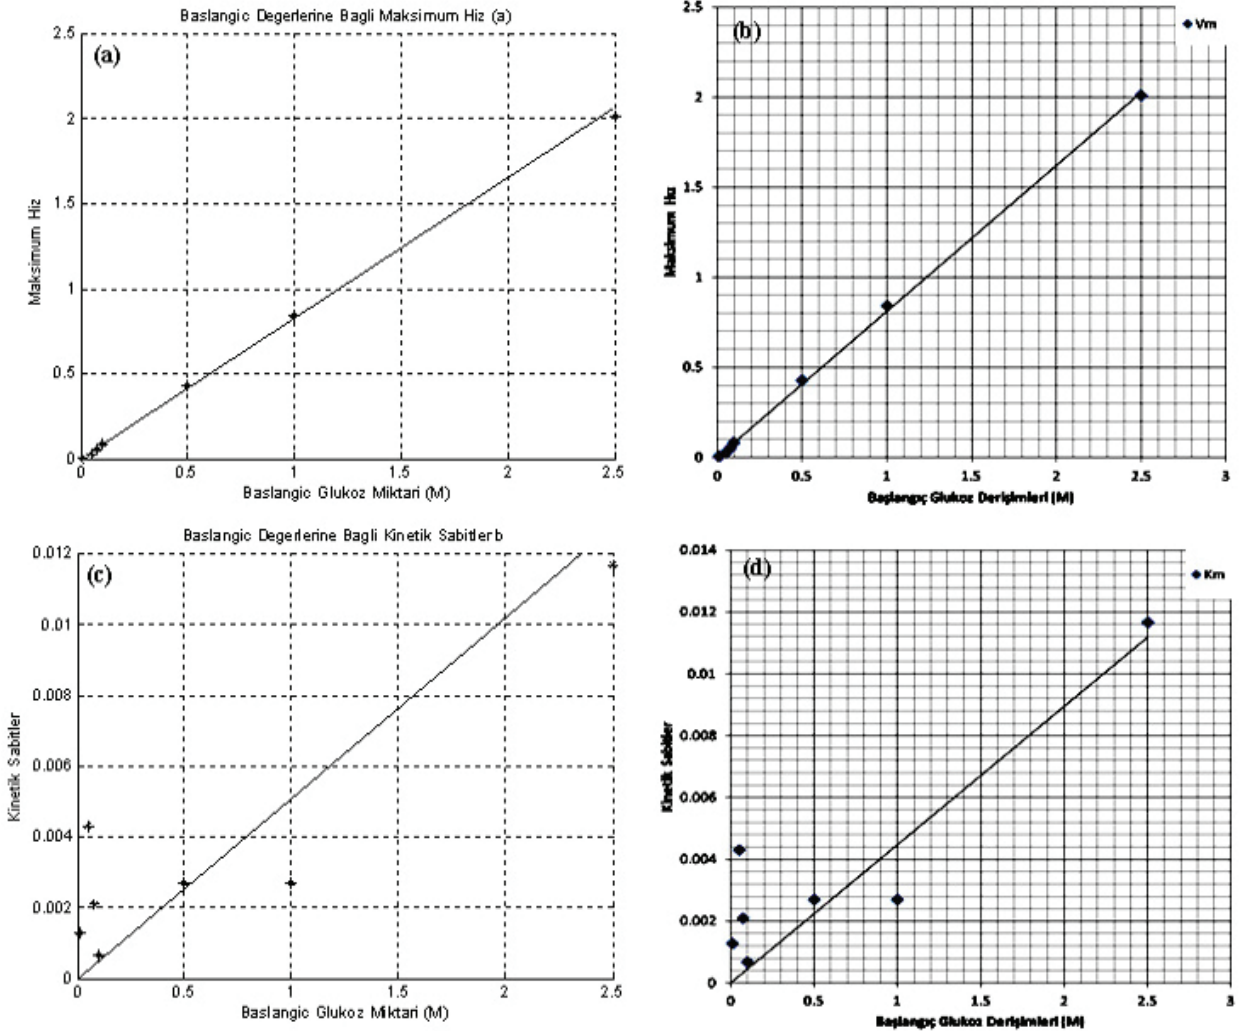 Baslangic Degerlerine Bagli Maksimum Hiz (a)
(a)
2.5
2
1.5
1
0.5
0
Maksimum Hiz
0 0.5 1 1.5 2 2.5
Baslangic Glukoz Miktari (M)
(b)
Vm
2.5
2
1.5
1
0.5
0
Maksimum Hız
0 0.5 1 1.5 2 2.5 3
Başlangıç Glukoz Derişimleri (M)
Baslangic Degerlerine Bagli Kinetik Sabitler b
(c)
0.012
0.01
0.008
0.006
0.004
0.002
0
Kinetik Sabitler
0 0.5 1 1.5 2 2.5
Baslangic Glukoz Miktari (M)
(d)
Km
0.014
0.012
0.01
0.008
0.006
0.004
0.002
0
Kinetik Sabitler
0 0.5 1 1.5 2 2.5 3
Başlangıç Glukoz Derişimleri (M)